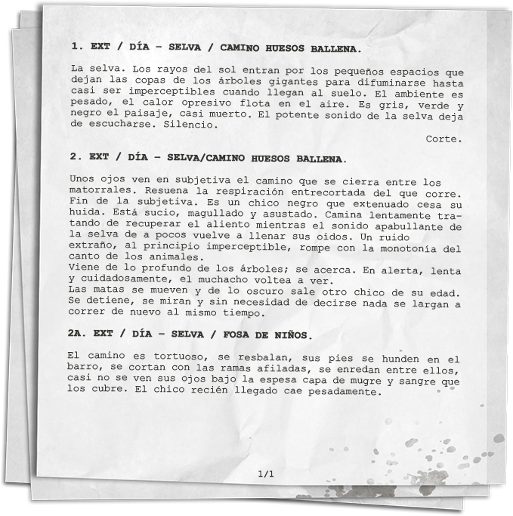 1. EXT / DÍA – SELVA / CAMINO HUESOS BALLENA.
La selva. Los rayos del sol entran por los pequeños espacios que
dejan las copas de los árboles gigantes para difuminarse hasta
casi ser imperceptibles cuando llegan al suelo. El ambiente es
pesado, el calor opresivo flota en el aire. Es gris, verde y
negro el paisaje, casi muerto. El potente sonido de la selva deja
de escucharse. Silencio.
Corte.
2. EXT / DÍA – SELVA/CAMINO HUESOS BALLENA.
Unos ojos ven en subjetiva el camino que se cierra entre los
matorrales. Resuena la respiración entrecortada del que corre.
Fin de la subjetiva. Es un chico negro que extenuado cesa su
huida. Está sucio, magullado y asustado. Camina lentamente tra-
tando de recuperar el aliento mientras el sonido apabullante de
la selva de a pocos vuelve a llenar sus oídos. Un ruido
extraño, al principio imperceptible, rompe con la monotonía del
canto de los animales.
Viene de lo profundo de los árboles; se acerca. En alerta, lenta
y cuidadosamente, el muchacho voltea a ver.
Las matas se mueven y de lo oscuro sale otro chico de su edad.
Se detiene, se miran y sin necesidad de decirse nada se largan a
correr de nuevo al mismo tiempo.
2A. EXT / DÍA – SELVA / FOSA DE NIÑOS.
El camino es tortuoso, se resbalan, sus pies se hunden en el
barro, se cortan con las ramas afiladas, se enredan entre ellos,
casi no se ven sus ojos bajo la espesa capa de mugre y sangre que
los cubre. El chico recién llegado cae pesadamente.
1/1